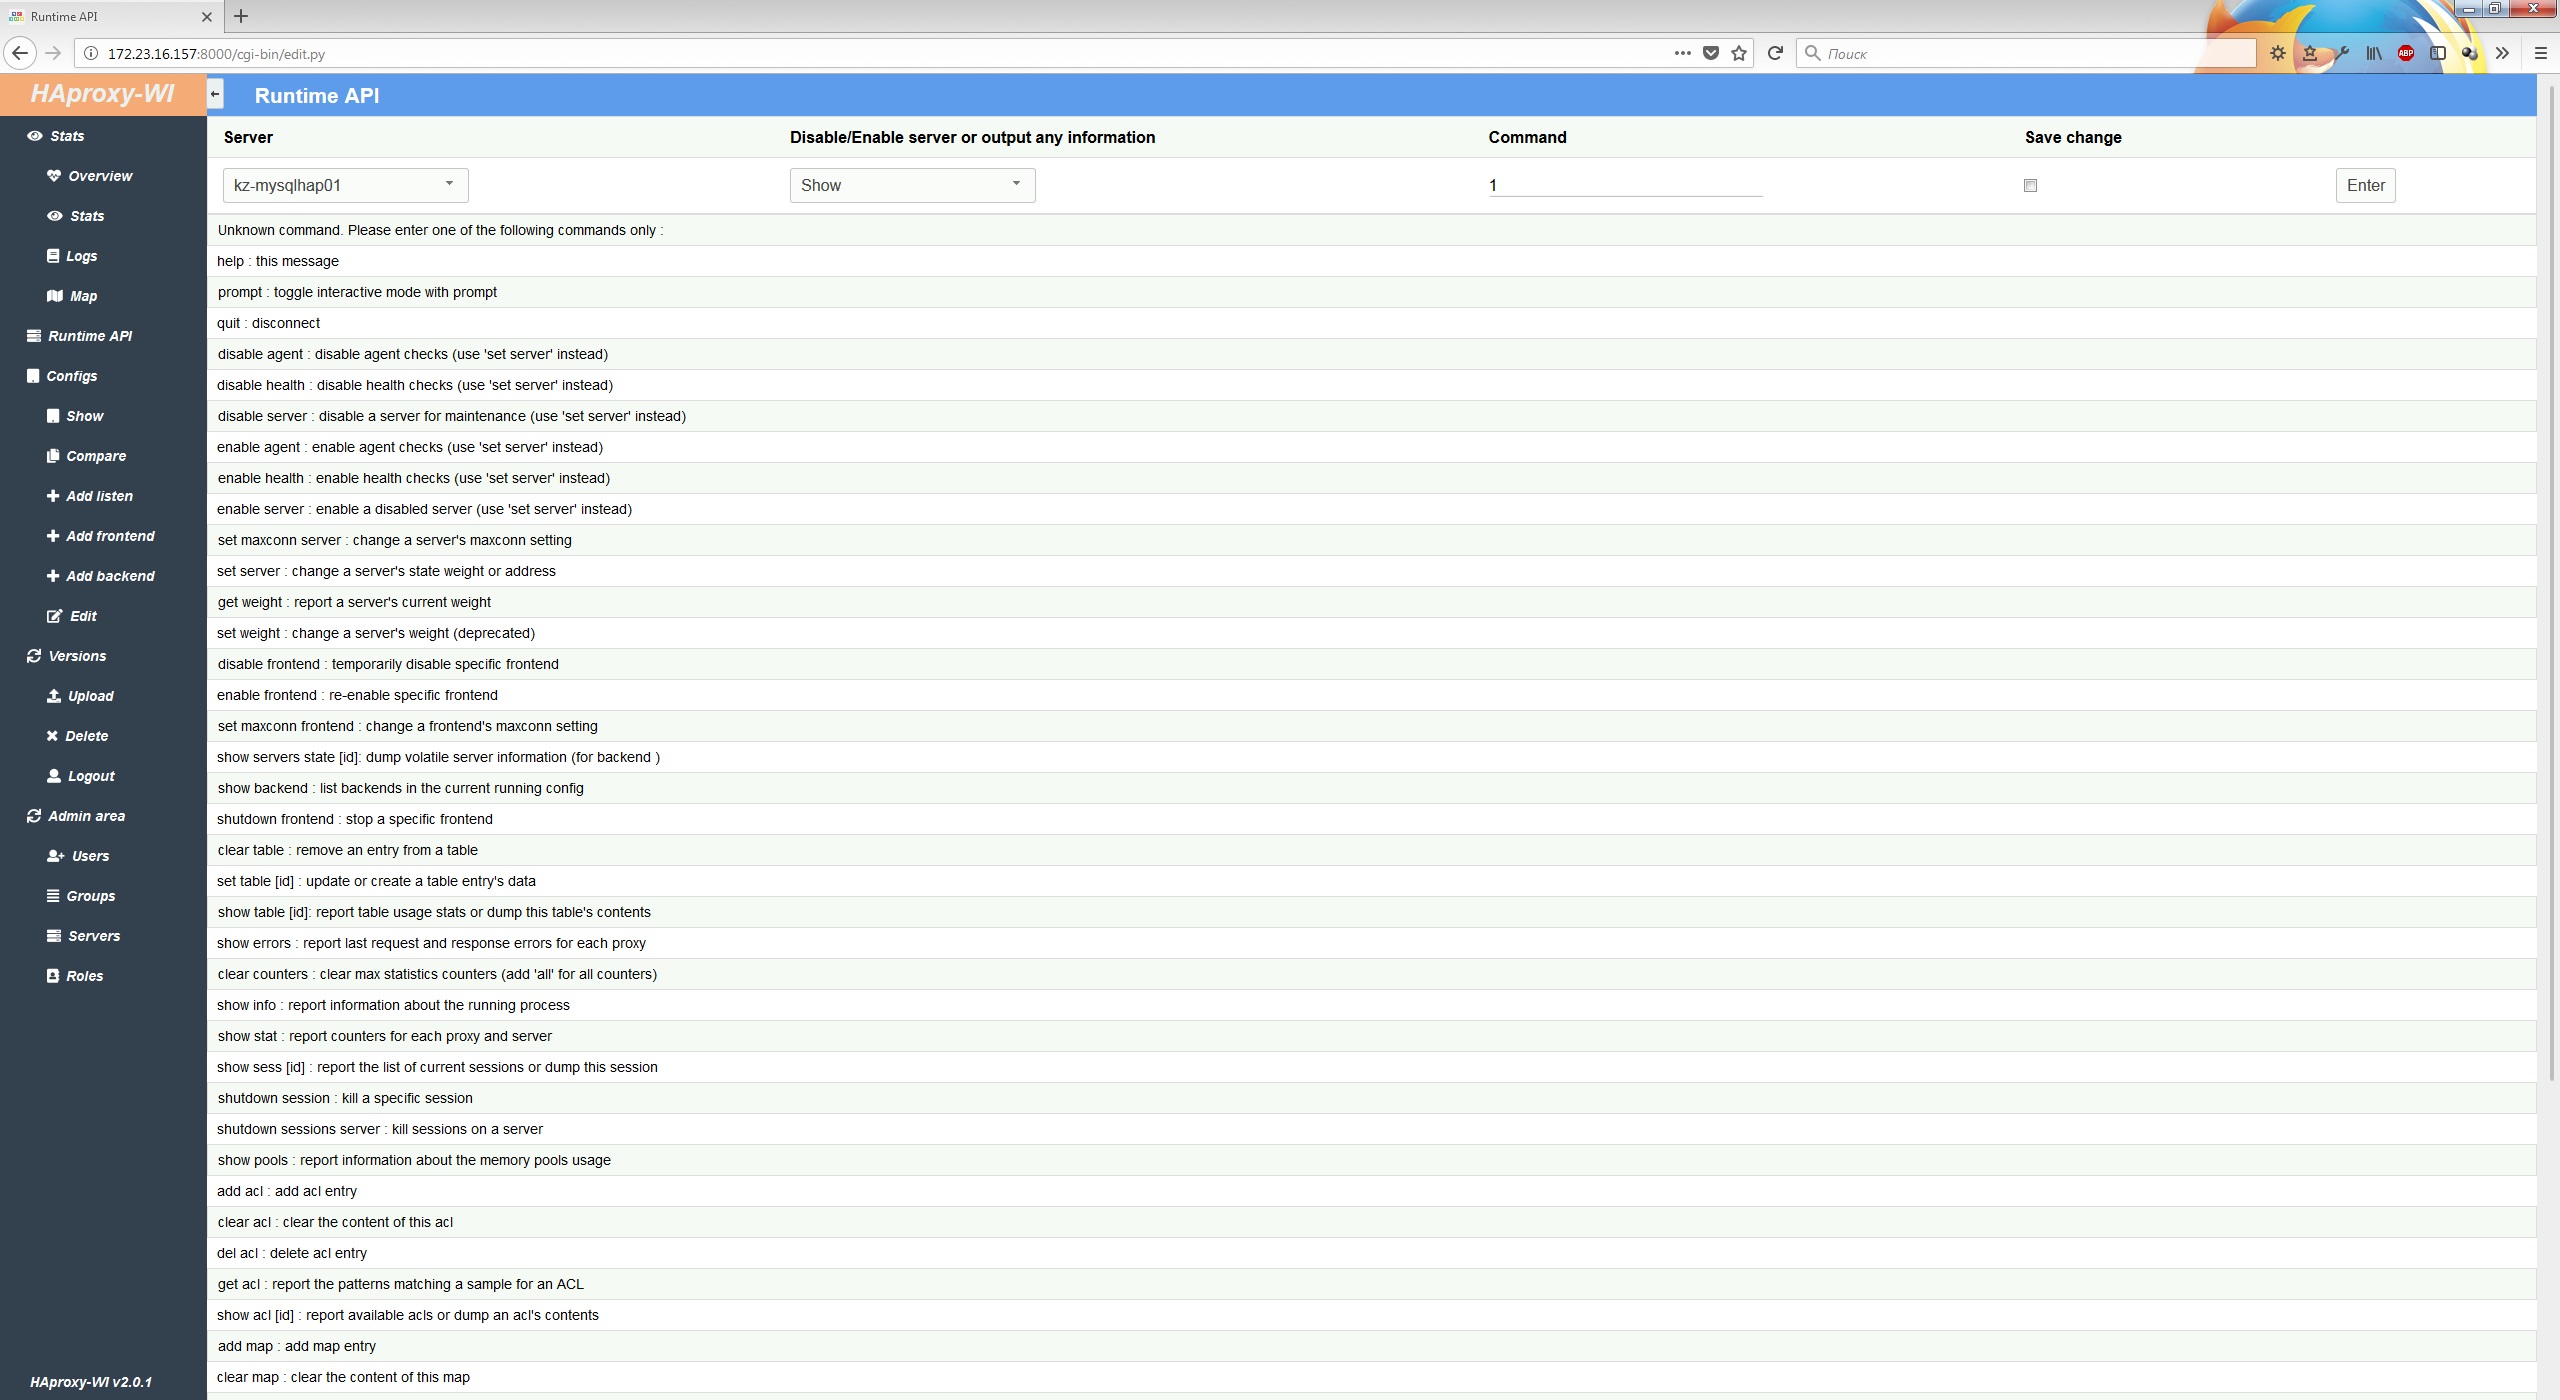 Runtime API
172.23.16.157:8000/cgi-bin/edit.py
Поиск
ABP
HAproxy-WI
Runtime API
Stats
Overview
Stats
Logs
Map
Runtime API
Configs
Show
Compare
Add listen
Add frontend
Add backend
Edit
Versions
Upload
Delete
Logout
Admin area
Users
Groups
Servers
Roles
HAproxy-WI v2.0.1
Server Disable/Enable server or output any information Command Save change
kz-mysqlhap01 Show 1 Enter
Unknown command. Please enter one of the following commands only :
help : this message
prompt : toggle interactive mode with prompt
quit : disconnect
disable agent : disable agent checks (use 'set server' instead)
disable health : disable health checks (use 'set server' instead)
disable server : disable a server for maintenance (use 'set server' instead)
enable agent : enable agent checks (use 'set server' instead)
enable health : enable health checks (use 'set server' instead)
enable server : enable a disabled server (use 'set server' instead)
set maxconn server : change a server's maxconn setting
set server : change a server's state weight or address
get weight : report a server's current weight
set weight : change a server's weight (deprecated)
disable frontend : temporarily disable specific frontend
enable frontend : re-enable specific frontend
set maxconn frontend : change a frontend's maxconn setting
show servers state [id]: dump volatile server information (for backend )
show backend : list backends in the current running config
shutdown frontend : stop a specific frontend
clear table : remove an entry from a table
set table [id] : update or create a table entry's data
show table [id]: report table usage stats or dump this table's contents
show errors : report last request and response errors for each proxy
clear counters : clear max statistics counters (add 'all' for all counters)
show info : report information about the running process
show stat : report counters for each proxy and server
show sess [id] : report the list of current sessions or dump this session
shutdown session : kill a specific session
shutdown sessions server : kill sessions on a server
show pools : report information about the memory pools usage
add acl : add acl entry
clear acl : clear the content of this acl
del acl : delete acl entry
get acl : report the patterns matching a sample for an ACL
show acl [id] : report available acls or dump an acl's contents
add map : add map entry
clear map : clear the content of this map